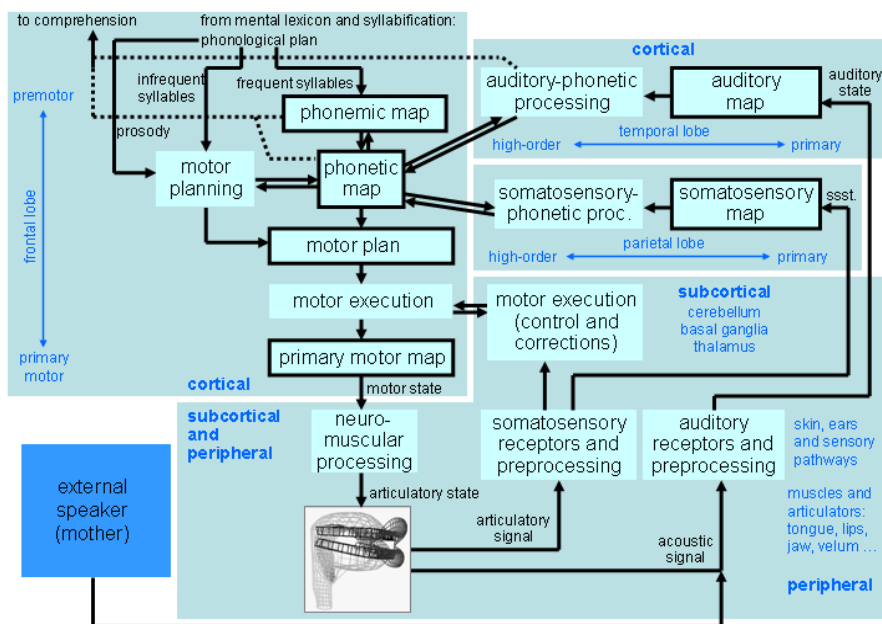 to comprehension
from mental lexicon and syllabification:
phonological plan
infrequent
syllables
frequent syllables
premotor
phonemic map
prosody
motor
planning
phonetic
map
frontal lobe
motor plan
motor execution
primary motor map
primary
motor
cortical
motor state
cortical
auditory-phonetic
processing
auditory
map
auditory
state
high-order
temporal lobe
primary
somatosensory-
phonetic proc.
somatosensory
map
ssst.
high-order
parietal lobe
primary
motor execution
(control and
corrections)
subcortical
cerebellum
basal ganglia
thalamus
subcortical
and
peripheral
neuro-
muscular
processing
somatosensory
receptors and
preprocessing
auditory
receptors and
preprocessing
skin, ears
and sensory
pathways
external
speaker
(mother)
articulatory state
articulatory
signal
acoustic
signal
muscles and
articulators:
tongue, lips,
jaw, velum ...
peripheral